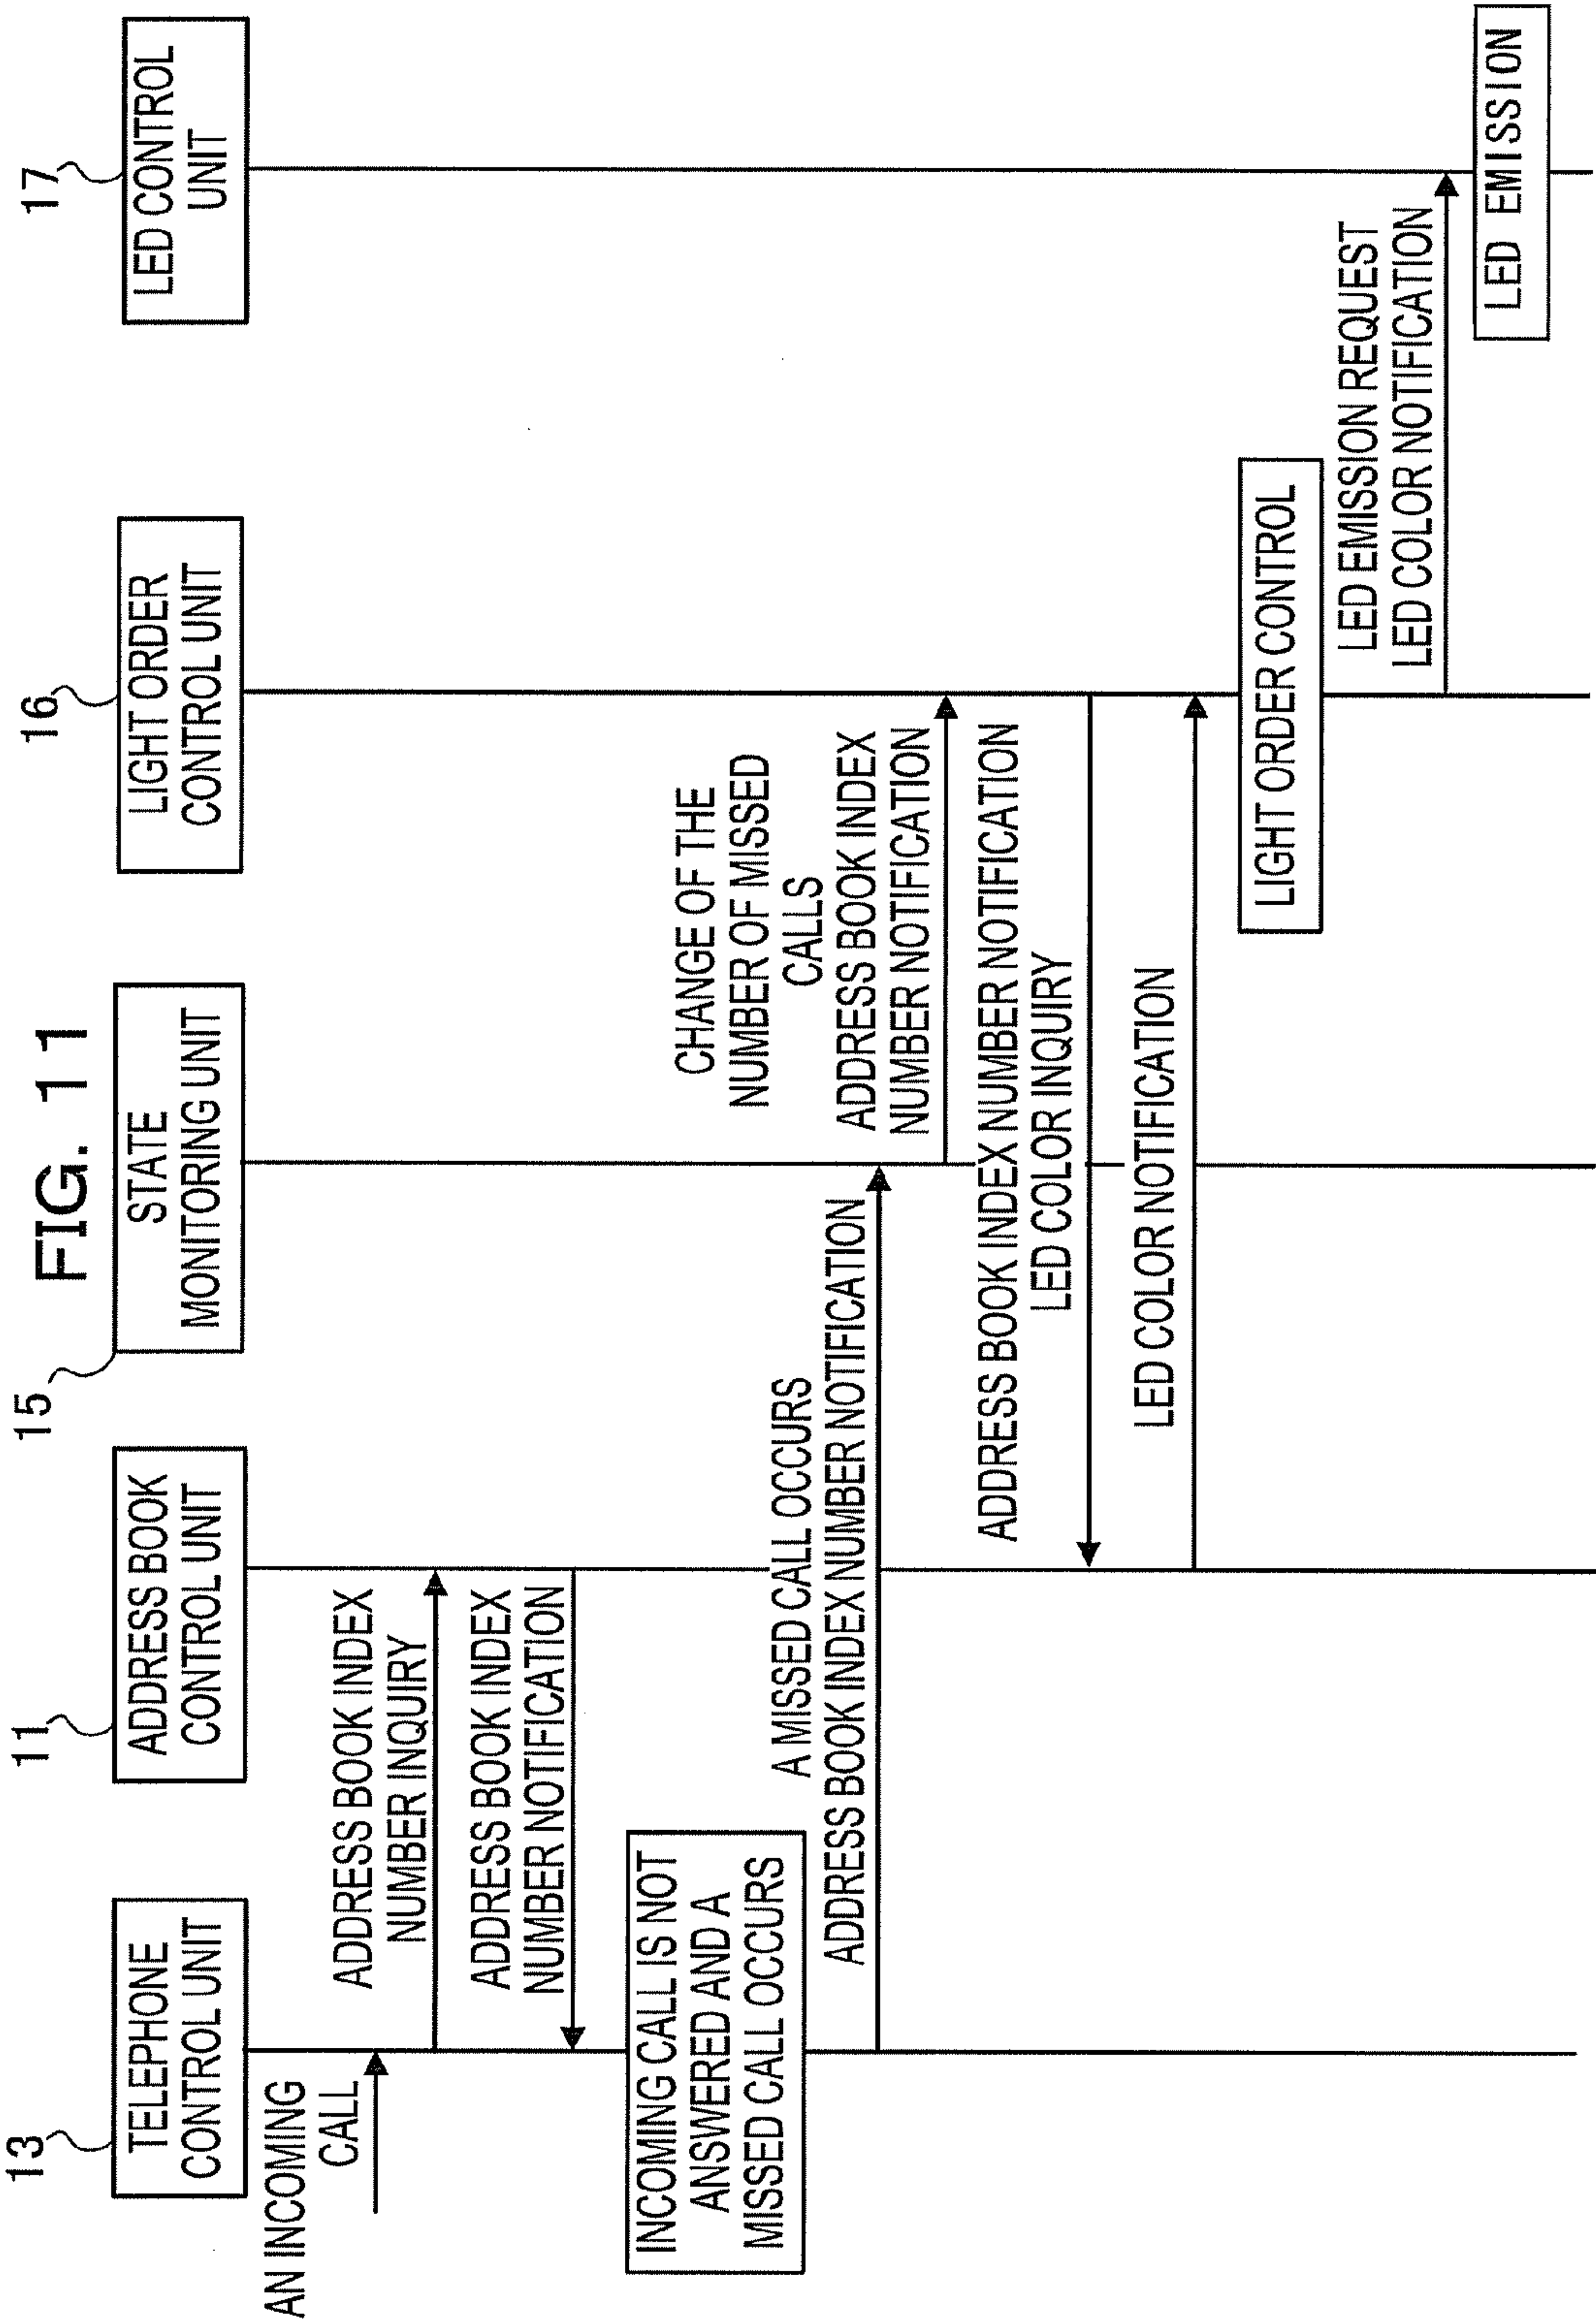 FIG. 11
13
TELEPHONE
CONTROL UNIT
11
ADDRESS BOOK
CONTROL UNIT
15
STATE
MONITORING UNIT
16
LIGHT ORDER
CONTROL UNIT
17
LED CONTROL
UNIT
AN INCOMING
CALL
ADDRESS BOOK INDEX
NUMBER INQUIRY
ADDRESS BOOK INDEX
NUMBER NOTIFICATION
INCOMING CALL IS NOT
ANSWERED AND A
MISSED CALL OCCURS
A MISSED CALL OCCURS
ADDRESS BOOK INDEX NUMBER NOTIFICATION
CHANGE OF THE
NUMBER OF MISSED
CALLS
ADDRESS BOOK INDEX
NUMBER NOTIFICATION
ADDRESS BOOK INDEX NUMBER NOTIFICATION
LED COLOR INQUIRY
LED COLOR NOTIFICATION
LIGHT ORDER CONTROL
LED EMISSION REQUEST
LED COLOR NOTIFICATION
LED EMISSION